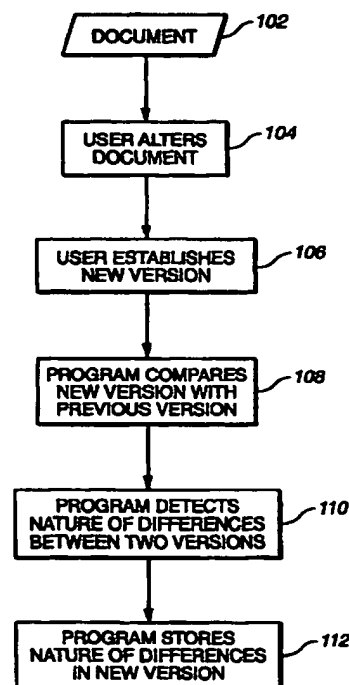 DOCUMENT
102
USER ALTERS
DOCUMENT
104
USER ESTABLISHES
NEW VERSION
106
PROGRAM COMPARES
NEW VERSION WITH
PREVIOUS VERSION
108
PROGRAM DETECTS
NATURE OF DIFFERENCES
BETWEEN TWO VERSIONS
110
PROGRAM STORES
NATURE OF DIFFERENCES
IN NEW VERSION
112